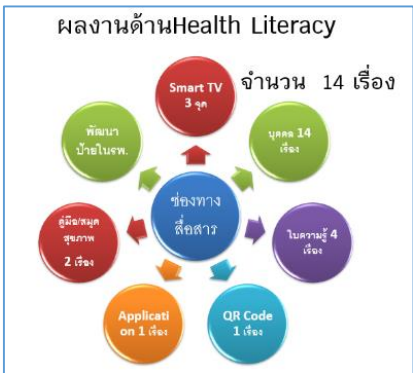 ผลงานด้านHealth Literacy
จำนวน 14 เรื่อง
Smart TV
3 จุด
บุคคล 14
เรื่อง
ใบความรู้ 4
เรื่อง
QR Code
1 เรื่อง
Applicati
on 1 เรื่อง
คู่มือ/สมุด
สุขภาพ
2 เรื่อง
พัฒนา
ป้ายในรพ.
ช่องทาง
สื่อสาร